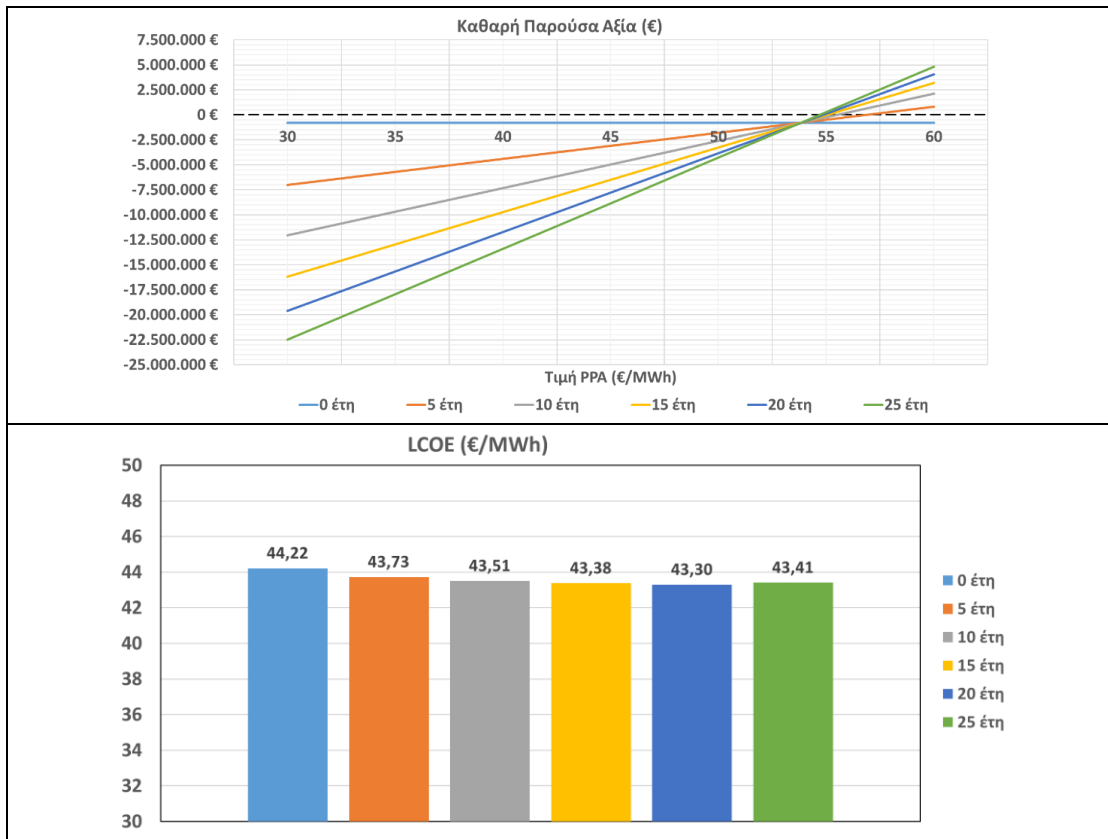 Καθαρή Παρούσα Αξία (€)
7.500.000 €
5.000.000 €
2.500.000 €
0 €
30 35 40 45 50 55 60
-2.500.000 €
-5.000.000 €
-7.500.000 €
-10.000.000 €
-12.500.000 €
-15.000.000 €
-17.500.000 €
-20.000.000 €
-22.500.000 €
-25.000.000 €
Τιμή PPA (€/MWh)
0 έτη 5 έτη 10 έτη 15 έτη 20 έτη 25 έτη
LCOE (€/MWh)
50
48
46
44
42
40
38
36
34
32
30
44,22 43,73 43,51 43,38 43,30 43,41
0 έτη
5 έτη
10 έτη
15 έτη
20 έτη
25 έτη